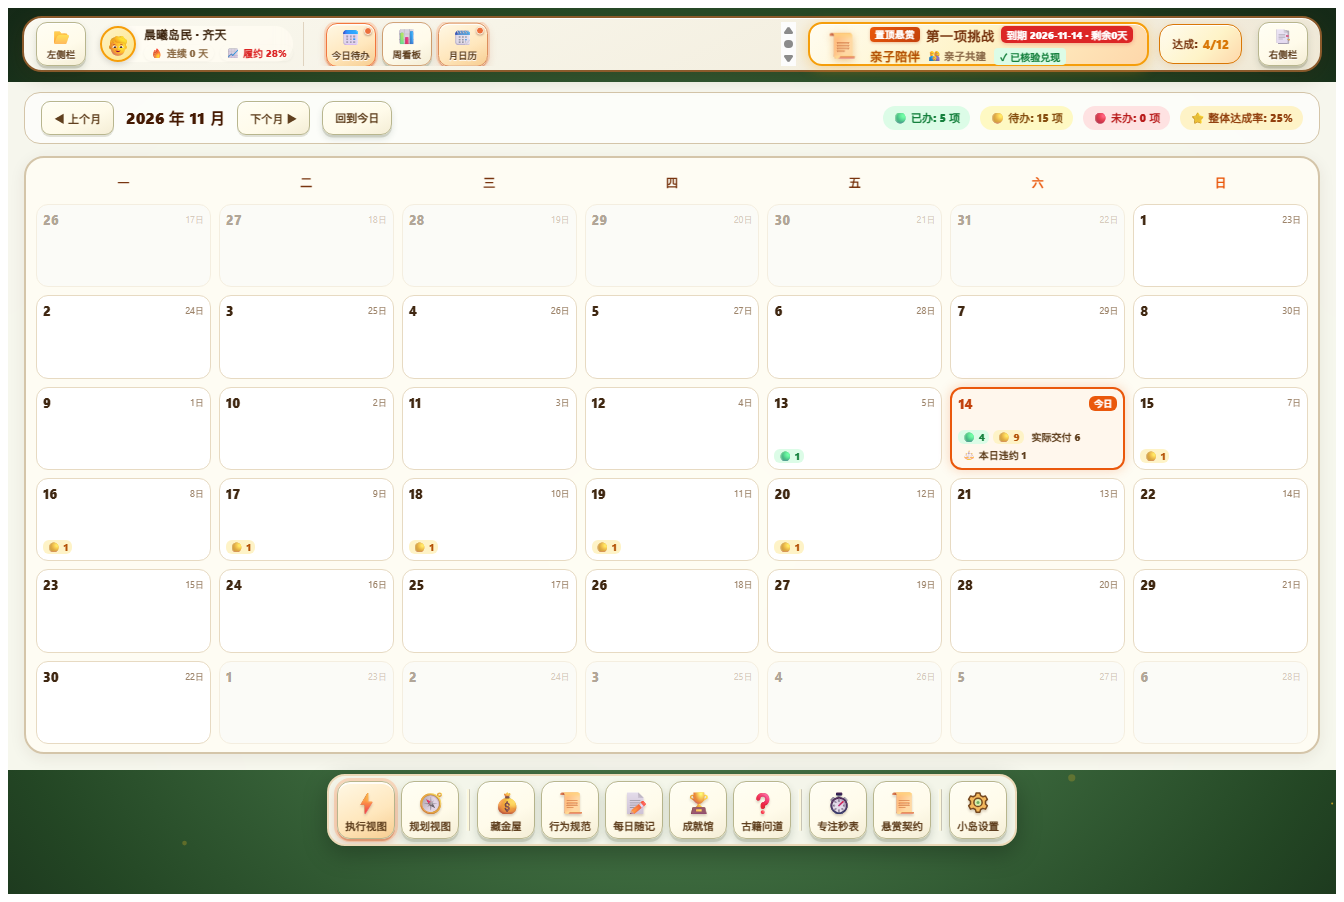 左侧栏
晨曦岛民 · 齐天
连续 0 天 履约 28%
今日待办 周看板 月日历
置顶悬赏 第一项挑战 到期 2026-11-14 · 剩余0天
亲子陪伴 亲子共建 ✓ 已核验兑现
达成: 4/12
右侧栏
◀ 上个月 2026 年 11 月 下个月 ▶ 回到今日
已办: 5 项 待办: 15 项 未办: 0 项 整体达成率: 25%
一 二 三 四 五 六 日
26 17日 27 18日 28 19日 29 20日 30 21日 31 22日 1 23日
2 24日 3 25日 4 26日 5 27日 6 28日 7 29日 8 30日
9 1日 10 2日 11 3日 12 4日 13 5日 14 今日 15 7日
1 4 9 实际交付 6 1
本日违约 1
16 8日 17 9日 18 10日 19 11日 20 12日 21 13日 22 14日
1 1 1 1 1
23 15日 24 16日 25 17日 26 18日 27 19日 28 20日 29 21日
30 22日 1 23日 2 24日 3 25日 4 26日 5 27日 6 28日
执行视图 规划视图 藏金屋 行为规范 每日随记 成就馆 古籍问道 专注秒表 悬赏契约 小岛设置